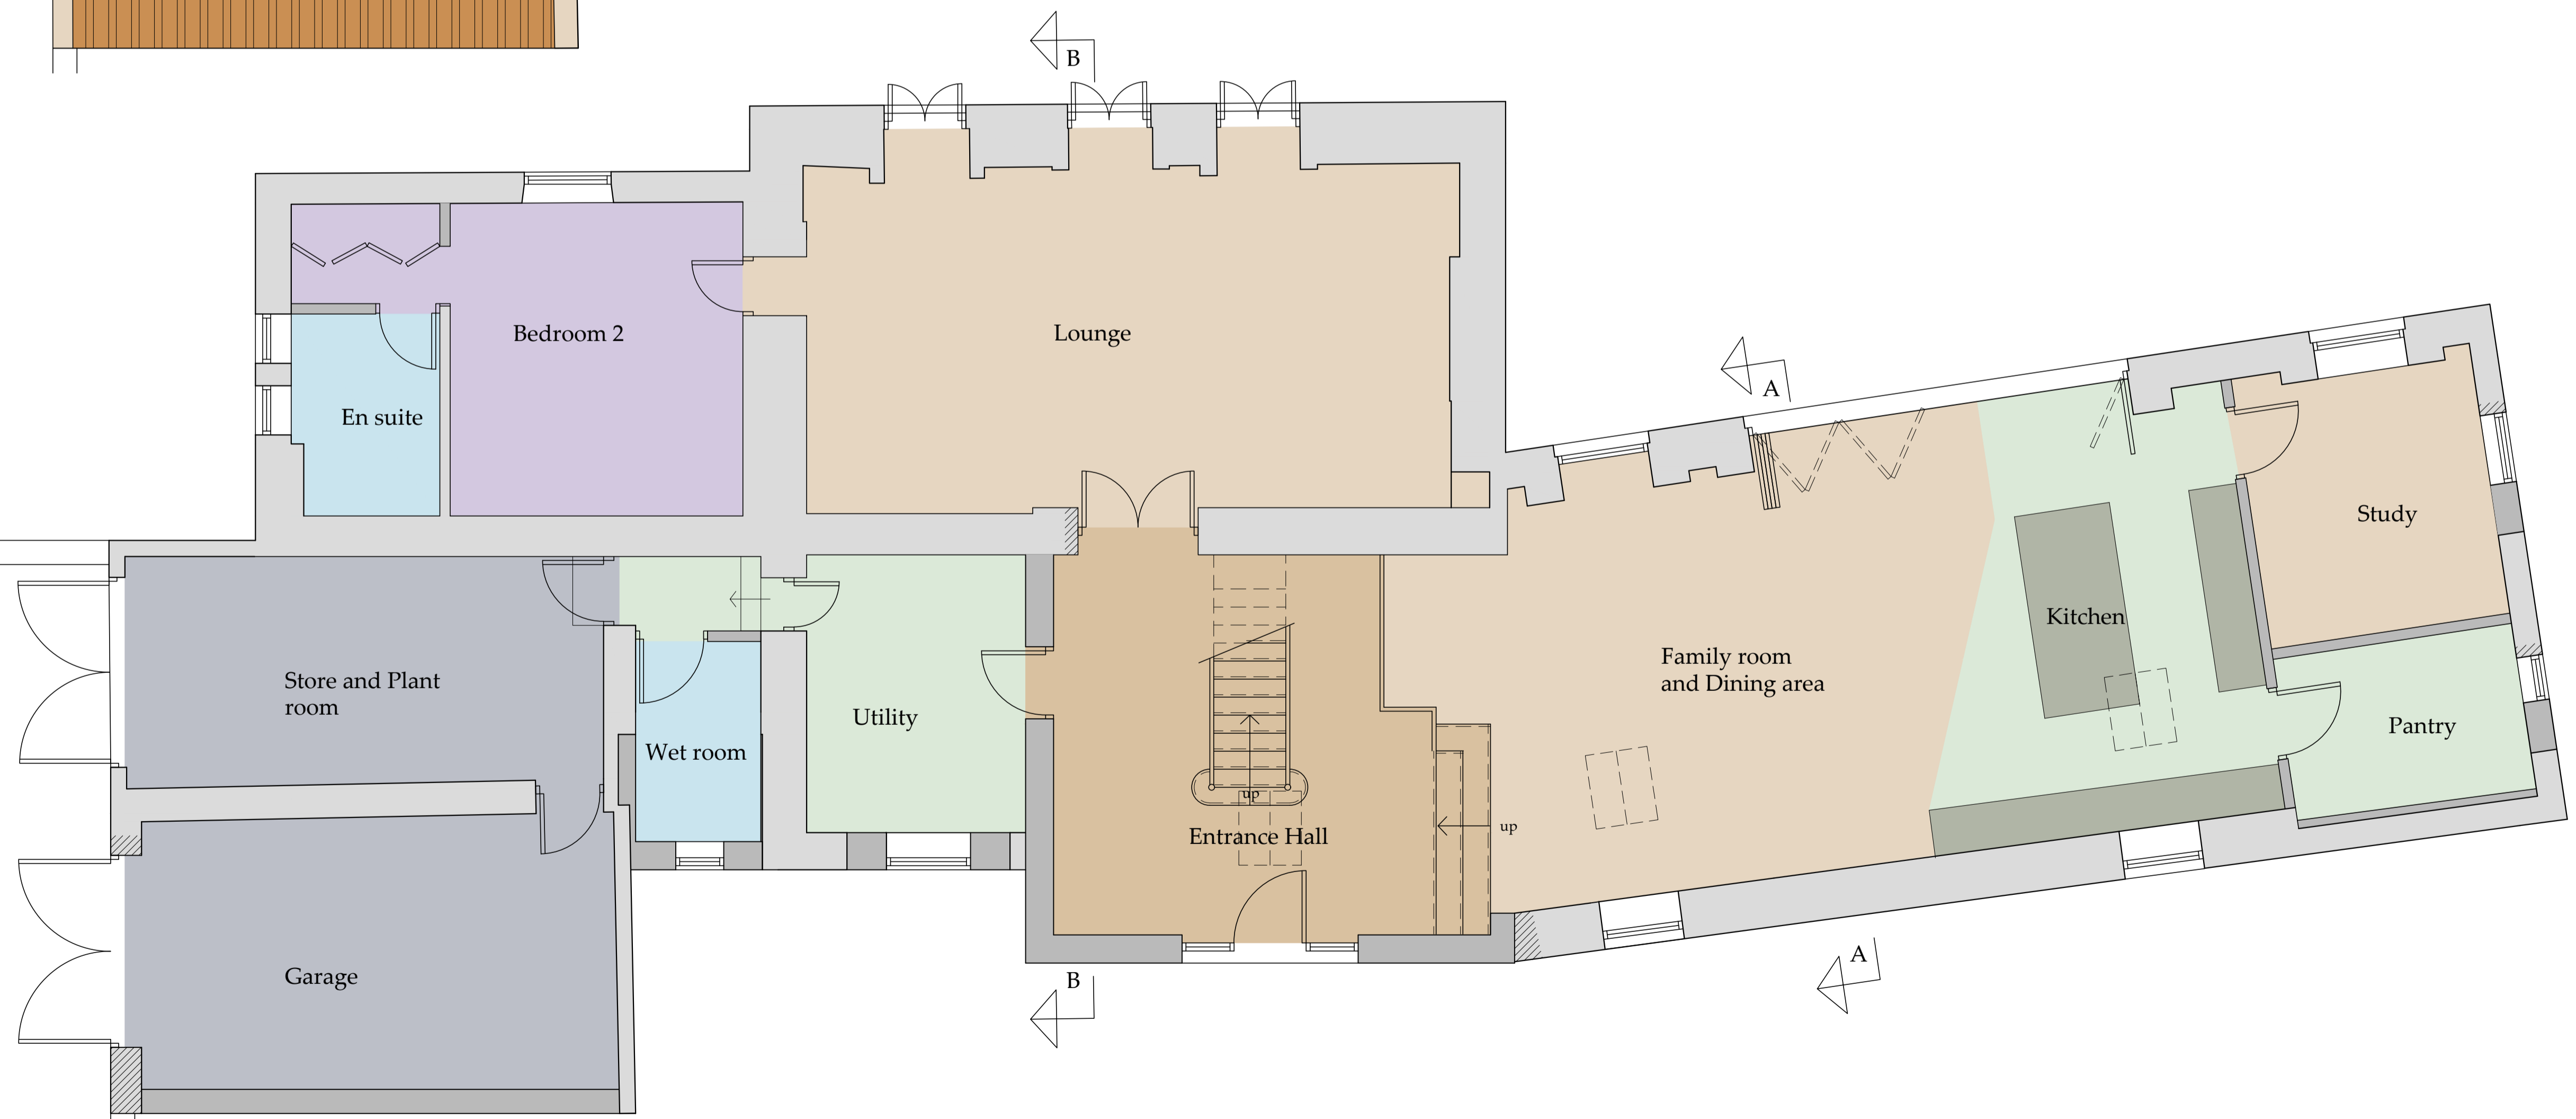 B
Bedroom 2
Lounge
A
En suite
Study
Kitchen
Family room
and Dining area
Store and Plant
room
Utility
Wet room
Pantry
up
up
Entrance Hall
Garage
B
A